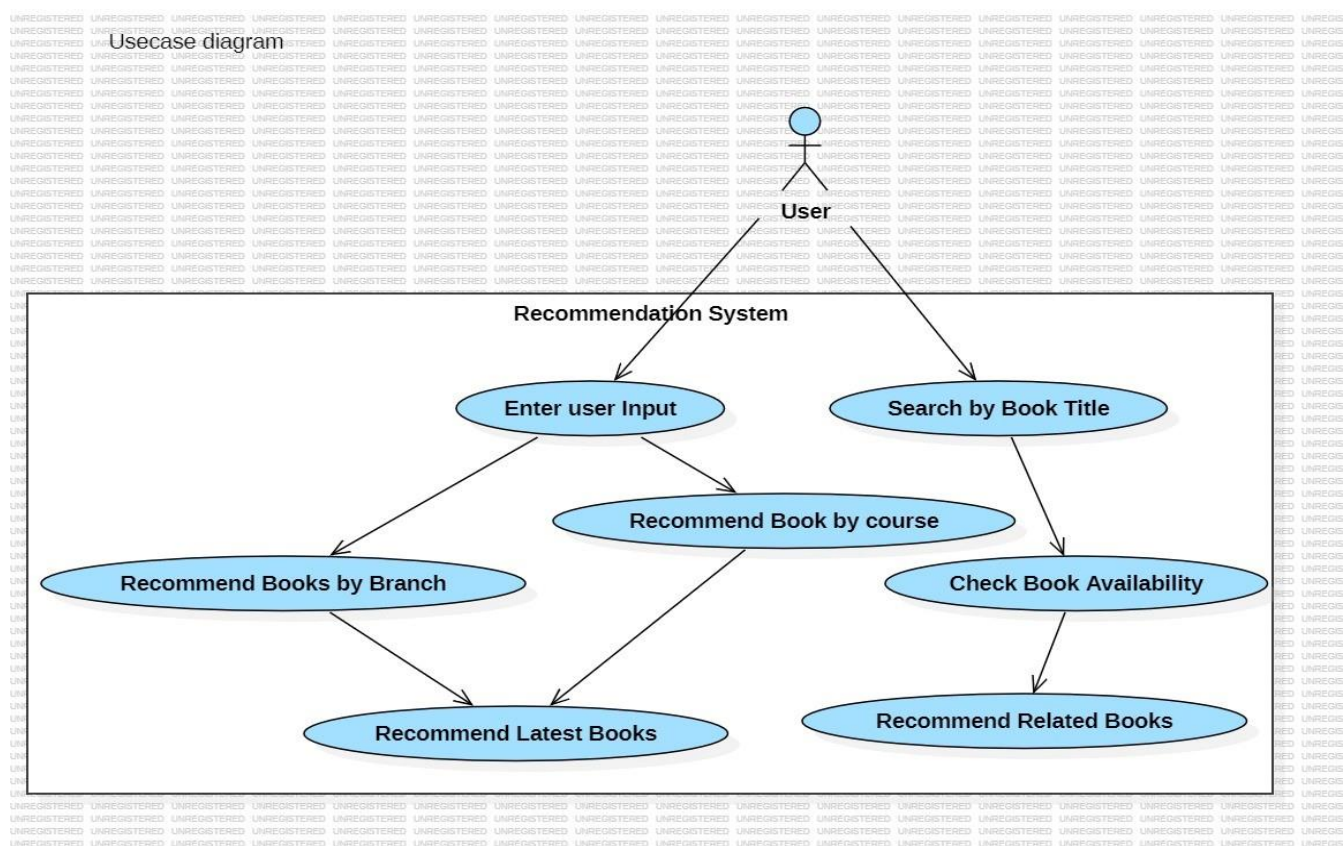 Usecase diagram
User
Recommendation System
Enter user Input
Search by Book Title
Recommend Book by course
Recommend Books by Branch
Check Book Availability
Recommend Latest Books
Recommend Related Books
UNREGISTERED